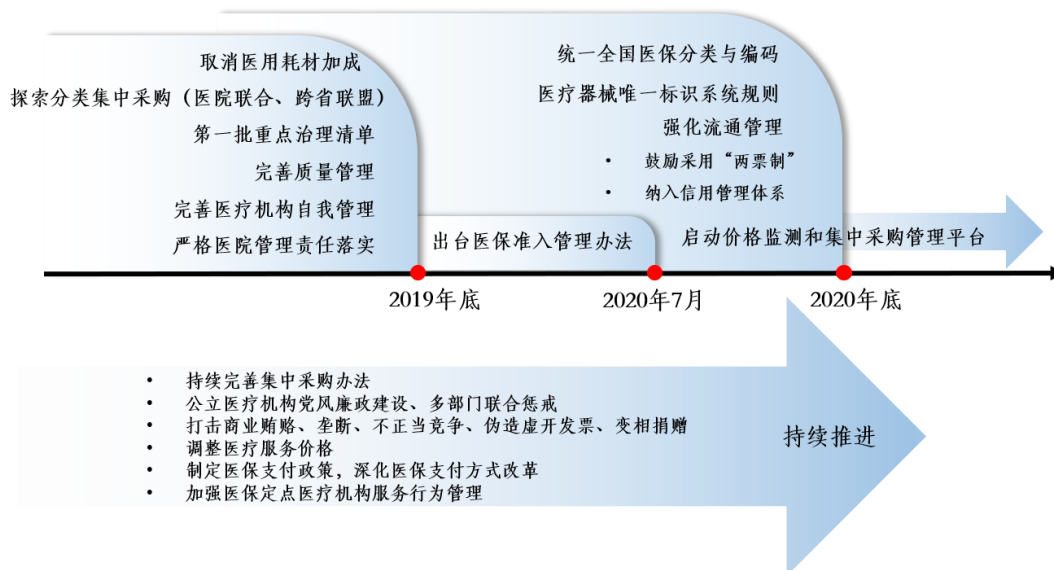 取消医用耗材加成
探索分类集中采购（医院联合、跨省联盟）
第一批重点治理清单
完善质量管理
完善医疗机构自我管理
严格医院管理责任落实
出台医保准入管理办法
统一全国医保分类与编码
医疗器械唯一标识系统规则
强化流通管理
• 鼓励采用“两票制”
• 纳入信用管理体系
启动价格监测和集中采购管理平台
2019年底
2020年7月
2020年底
• 持续完善集中采购办法
• 公立医疗机构党风廉政建设、多部门联合惩戒
• 打击商业贿赂、垄断、不正当竞争、伪造虚开发票、变相捐赠
• 调整医疗服务价格
• 制定医保支付政策，深化医保支付方式改革
• 加强医保定点医疗机构服务行为管理
持续推进